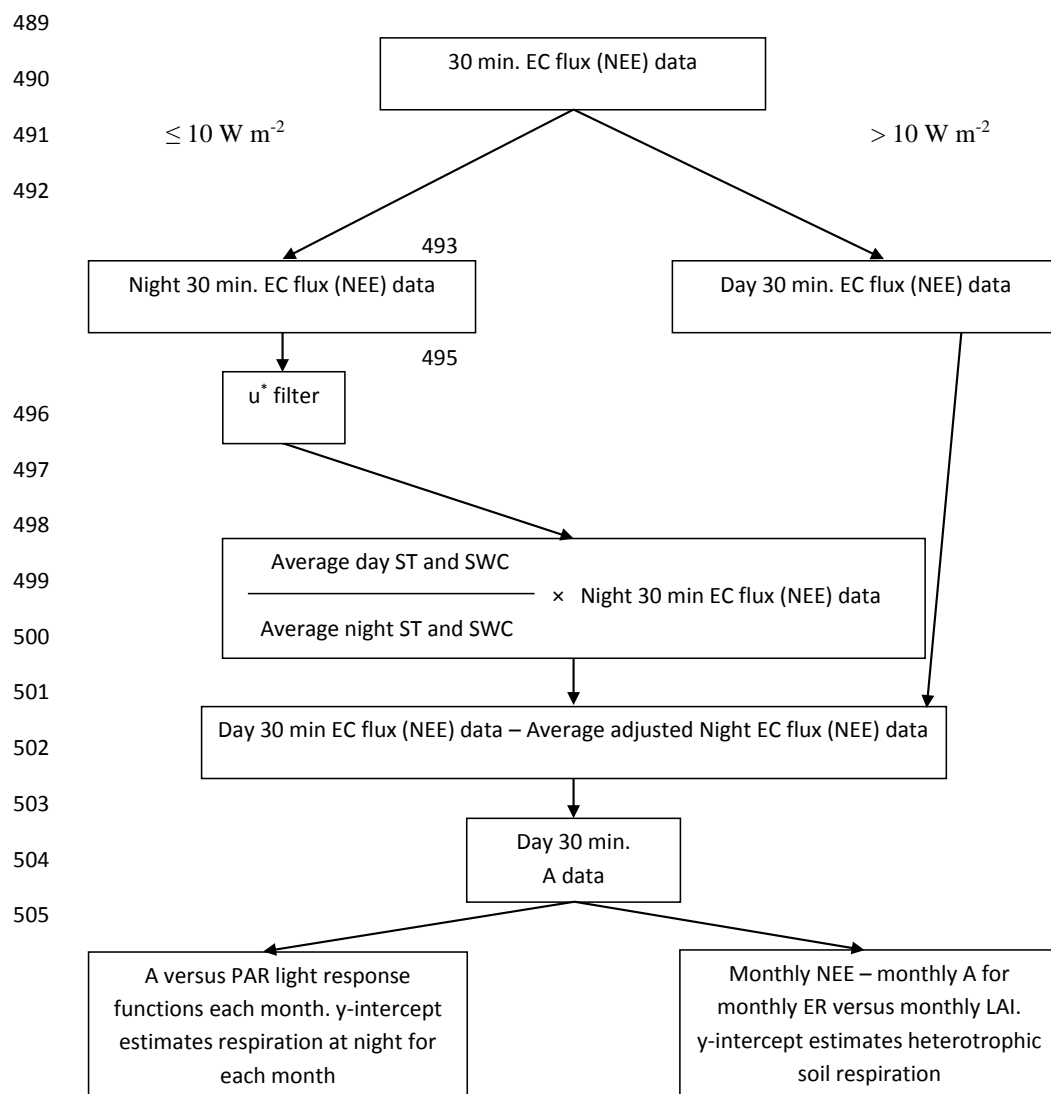 489
30 min. EC flux (NEE) data
490
491
≤ 10 W m-2
> 10 W m-2
492
493
Night 30 min. EC flux (NEE) data
Day 30 min. EC flux (NEE) data
495
u* filter
496
497
498
Average day ST and SWC
499
× Night 30 min EC flux (NEE) data
500
Average night ST and SWC
501
Day 30 min EC flux (NEE) data – Average adjusted Night EC flux (NEE) data
502
503
Day 30 min.
504
A data
505
A versus PAR light response
functions each month. y-intercept
estimates respiration at night for
each month
Monthly NEE – monthly A for
monthly ER versus monthly LAI.
y-intercept estimates heterotrophic
soil respiration